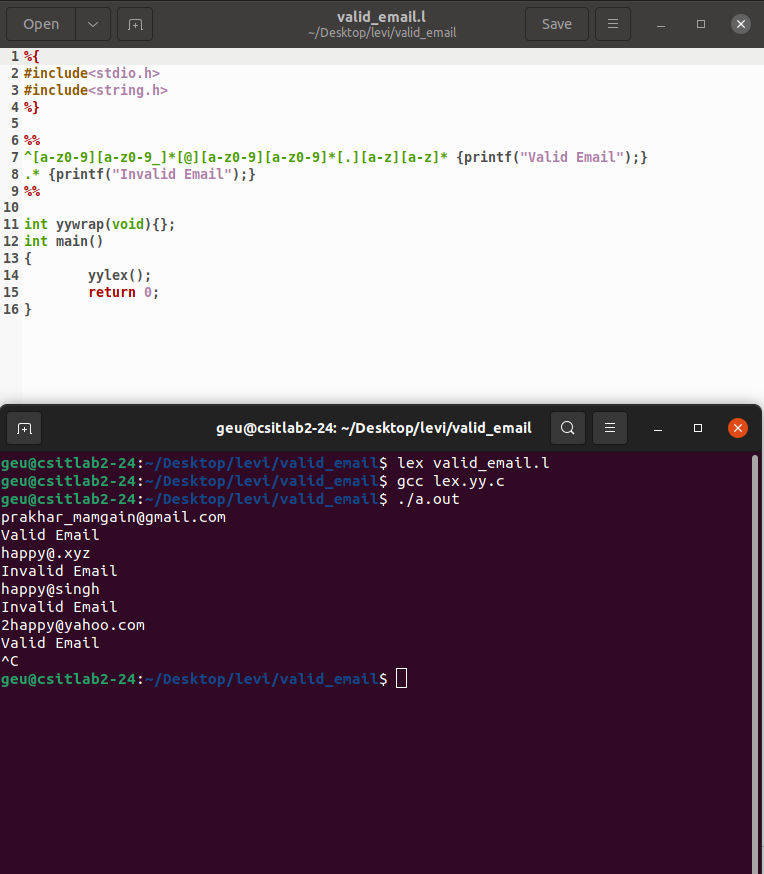 Open
valid_email.l
~/Desktop/levi/valid_email
Save
1 %{
2 #include<stdio.h>
3 #include<string.h>
4 %}
5
6 %%
7 ^[a-z0-9][a-z0-9_]*[@][a-z0-9][a-z0-9]*[.][a-z][a-z]* {printf("Valid Email");}
8 .* {printf("Invalid Email");}
9 %%
10
11 int yywrap(void){};
12 int main()
13 {
14         yylex();
15         return 0;
16 }
geu@csitlab2-24: ~/Desktop/levi/valid_email
geu@csitlab2-24:~/Desktop/levi/valid_email$ lex valid_email.l
geu@csitlab2-24:~/Desktop/levi/valid_email$ gcc lex.yy.c
geu@csitlab2-24:~/Desktop/levi/valid_email$ ./a.out
prakhar_mamgain@gmail.com
Valid Email
happy@.xyz
Invalid Email
happy@singh
Invalid Email
2happy@yahoo.com
Valid Email
^C
geu@csitlab2-24:~/Desktop/levi/valid_email$